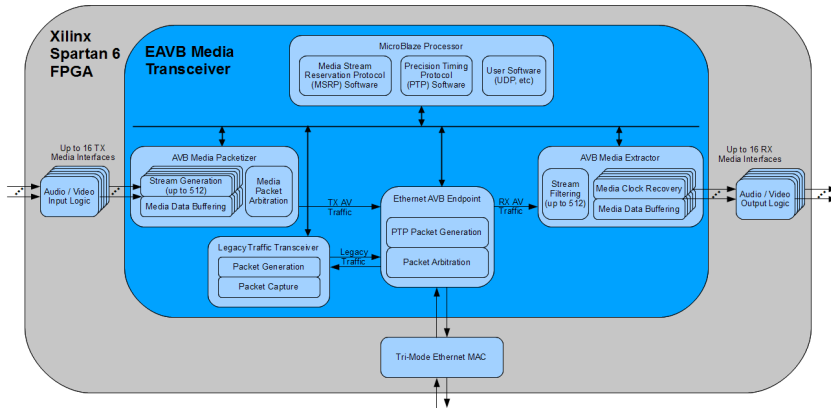 Xilinx
Spartan 6
FPGA
EAVB Media
Transceiver
MicroBlaze Processor
Media Stream
Reservation Protocol
(MSRP) Software
Precision Timing
Protocol
(PTP) Software
User Software
(UDP, etc)
Up to 16 TX
Media Interfaces
Audio / Video
Input Logic
AVB Media Packetizer
Stream Generation
(up to 512)
Media Data Buffering
Media
Packet
Arbitration
TX AV
Traffic
Legacy Traffic Transceiver
Packet Generation
Packet Capture
Legacy
Traffic
Ethernet AVB Endpoint
PTP Packet Generation
Packet Arbitration
RX AV
Traffic
AVB Media Extractor
Stream
Filtering
(up to 512)
Media Clock Recovery
Media Data Buffering
Up to 16 RX
Media Interfaces
Audio / Video
Output Logic
Tri-Mode Ethernet MAC